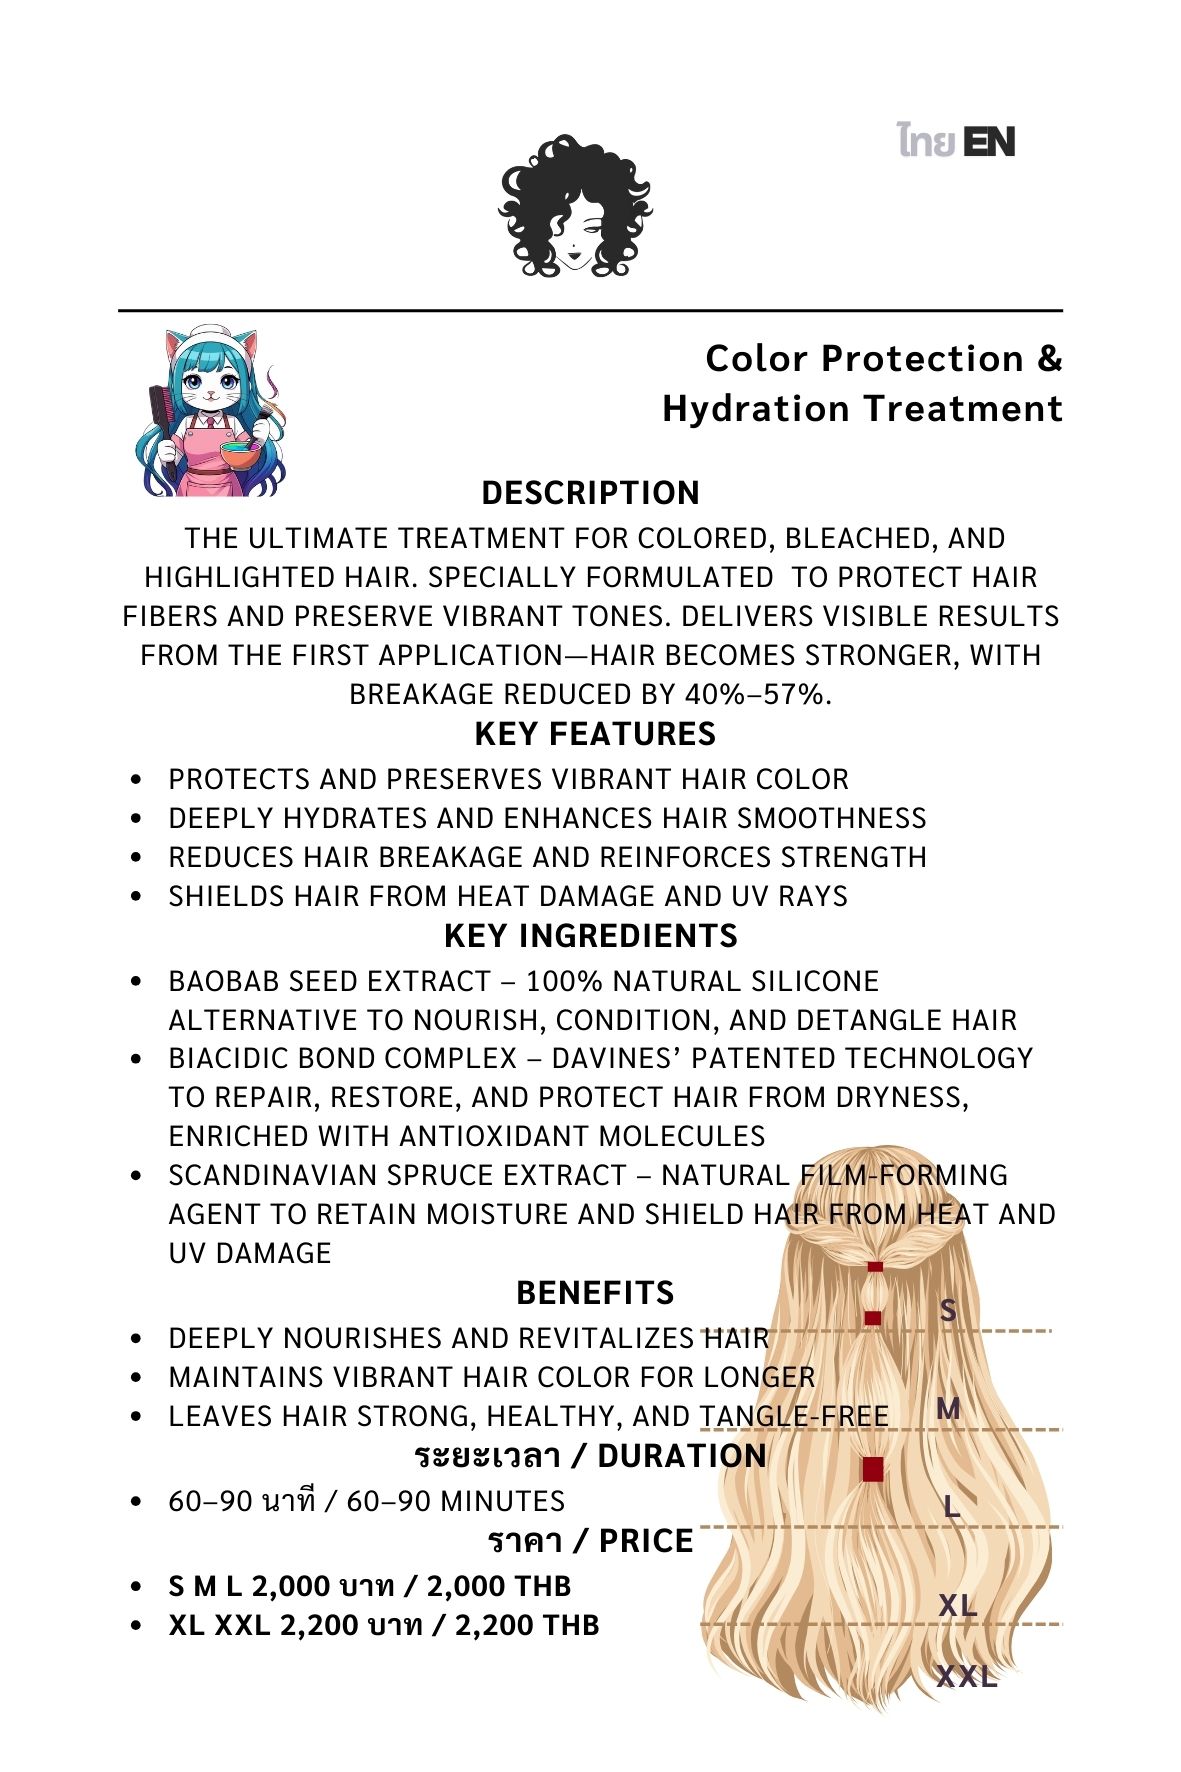 ไทย EN
Color Protection &
Hydration Treatment
DESCRIPTION
THE ULTIMATE TREATMENT FOR COLORED, BLEACHED, AND
HIGHLIGHTED HAIR. SPECIALLY FORMULATED  TO PROTECT HAIR
FIBERS AND PRESERVE VIBRANT TONES. DELIVERS VISIBLE RESULTS
FROM THE FIRST APPLICATION—HAIR BECOMES STRONGER, WITH
BREAKAGE REDUCED BY 40%–57%.
KEY FEATURES
• PROTECTS AND PRESERVES VIBRANT HAIR COLOR
• DEEPLY HYDRATES AND ENHANCES HAIR SMOOTHNESS
• REDUCES HAIR BREAKAGE AND REINFORCES STRENGTH
• SHIELDS HAIR FROM HEAT DAMAGE AND UV RAYS
KEY INGREDIENTS
• BAOBAB SEED EXTRACT – 100% NATURAL SILICONE
ALTERNATIVE TO NOURISH, CONDITION, AND DETANGLE HAIR
• BIACIDIC BOND COMPLEX – DAVINES’ PATENTED TECHNOLOGY
TO REPAIR, RESTORE, AND PROTECT HAIR FROM DRYNESS,
ENRICHED WITH ANTIOXIDANT MOLECULES
• SCANDINAVIAN SPRUCE EXTRACT – NATURAL FILM-FORMING
AGENT TO RETAIN MOISTURE AND SHIELD HAIR FROM HEAT AND
UV DAMAGE
BENEFITS
• DEEPLY NOURISHES AND REVITALIZES HAIR
• MAINTAINS VIBRANT HAIR COLOR FOR LONGER
• LEAVES HAIR STRONG, HEALTHY, AND TANGLE-FREE
ระยะเวลา / DURATION
• 60–90 นาที / 60–90 MINUTES
ราคา / PRICE
• S M L 2,000 บาท / 2,000 THB
• XL XXL 2,200 บาท / 2,200 THB
S
M
L
XL
XXL